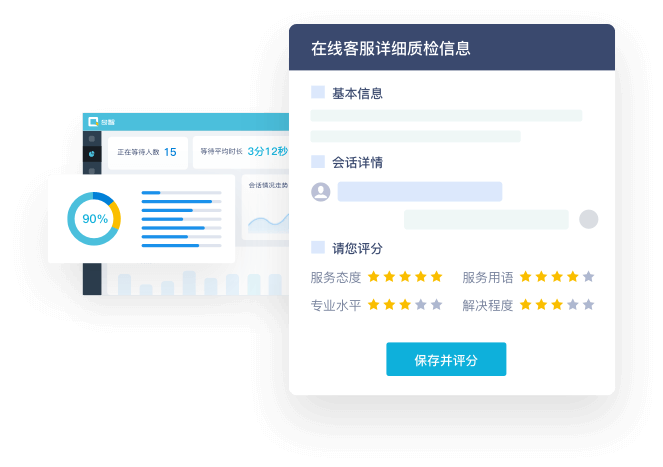 在线客服详细质检信息
基本信息
会话详情
请您评分
服务态度
服务用语
专业水平
解决程度
保存并评分
正在等待人数 15
等待平均时长 3分12秒
会话情况走势
90%